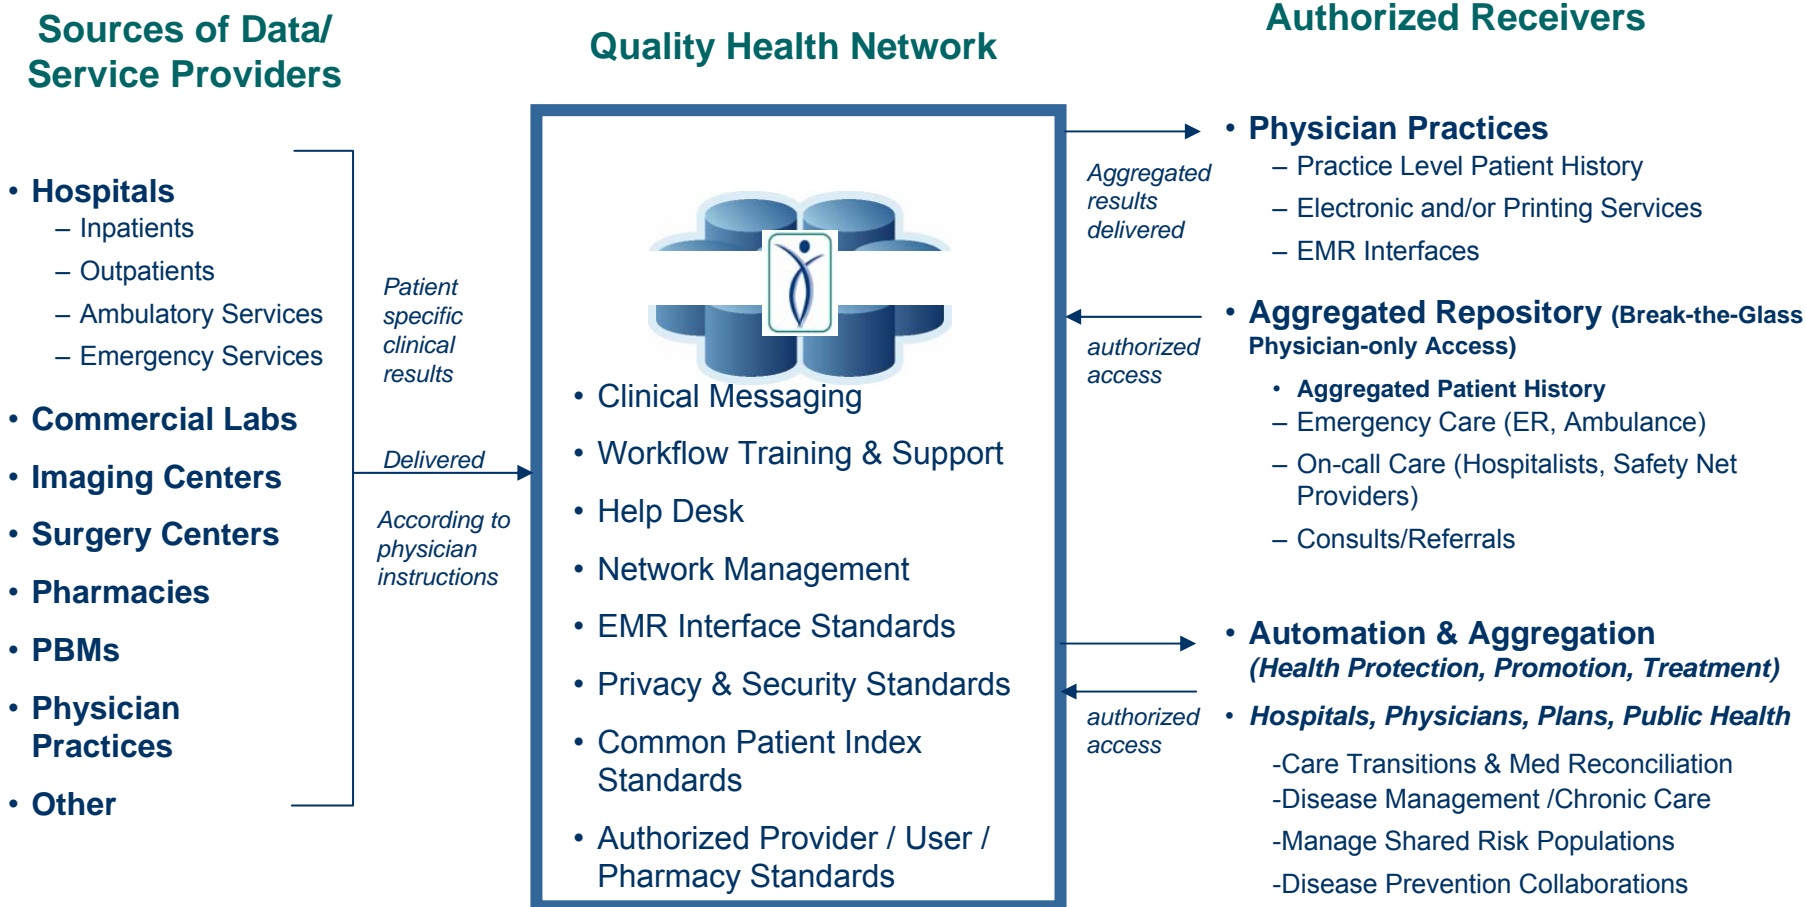 Sources of Data/
Service Providers
• Hospitals
– Inpatients
– Outpatients
– Ambulatory Services
– Emergency Services
• Commercial Labs
• Imaging Centers
• Surgery Centers
• Pharmacies
• PBMs
• Physician
Practices
• Other
Patient
specific
clinical
results
Delivered
According to
physician
instructions
Quality Health Network
• Clinical Messaging
• Workflow Training & Support
• Help Desk
• Network Management
• EMR Interface Standards
• Privacy & Security Standards
• Common Patient Index
Standards
• Authorized Provider / User /
Pharmacy Standards
Aggregated
results
delivered
authorized
access
authorized
access
Authorized Receivers
• Physician Practices
– Practice Level Patient History
– Electronic and/or Printing Services
– EMR Interfaces
• Aggregated Repository (Break-the-Glass
Physician-only Access)
• Aggregated Patient History
– Emergency Care (ER, Ambulance)
– On-call Care (Hospitalists, Safety Net
Providers)
– Consults/Referrals
• Automation & Aggregation
(Health Protection, Promotion, Treatment)
• Hospitals, Physicians, Plans, Public Health
-Care Transitions & Med Reconciliation
-Disease Management /Chronic Care
-Manage Shared Risk Populations
-Disease Prevention Collaborations